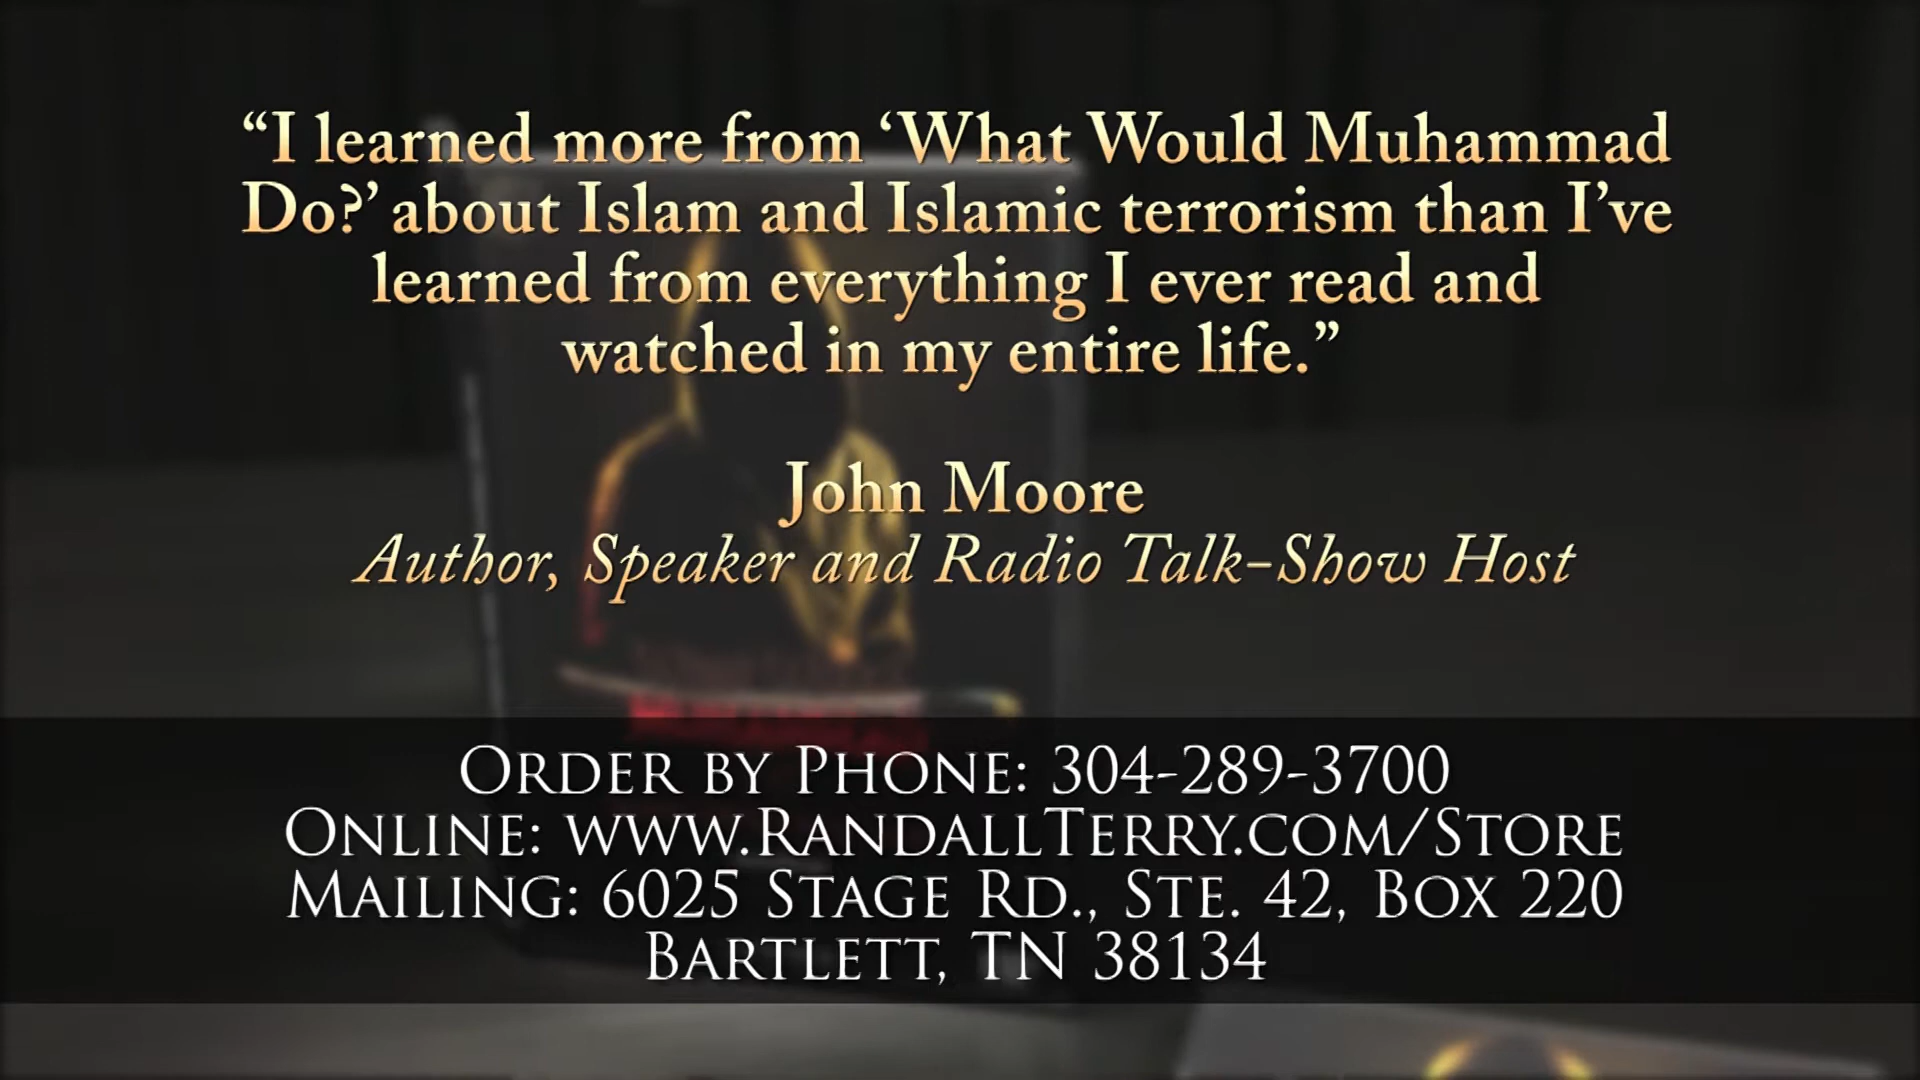 “I learned more from ‘What Would Muhammad
Do?’ about Islam and Islamic terrorism than I’ve
learned from everything I ever read and
watched in my entire life.”
John Moore
Author, Speaker and Radio Talk-Show Host
Order by Phone: 304-289-3700
Online: www.RandallTerry.com/Store
Mailing: 6025 Stage Rd., Ste. 42, Box 220
Bartlett, TN 38134